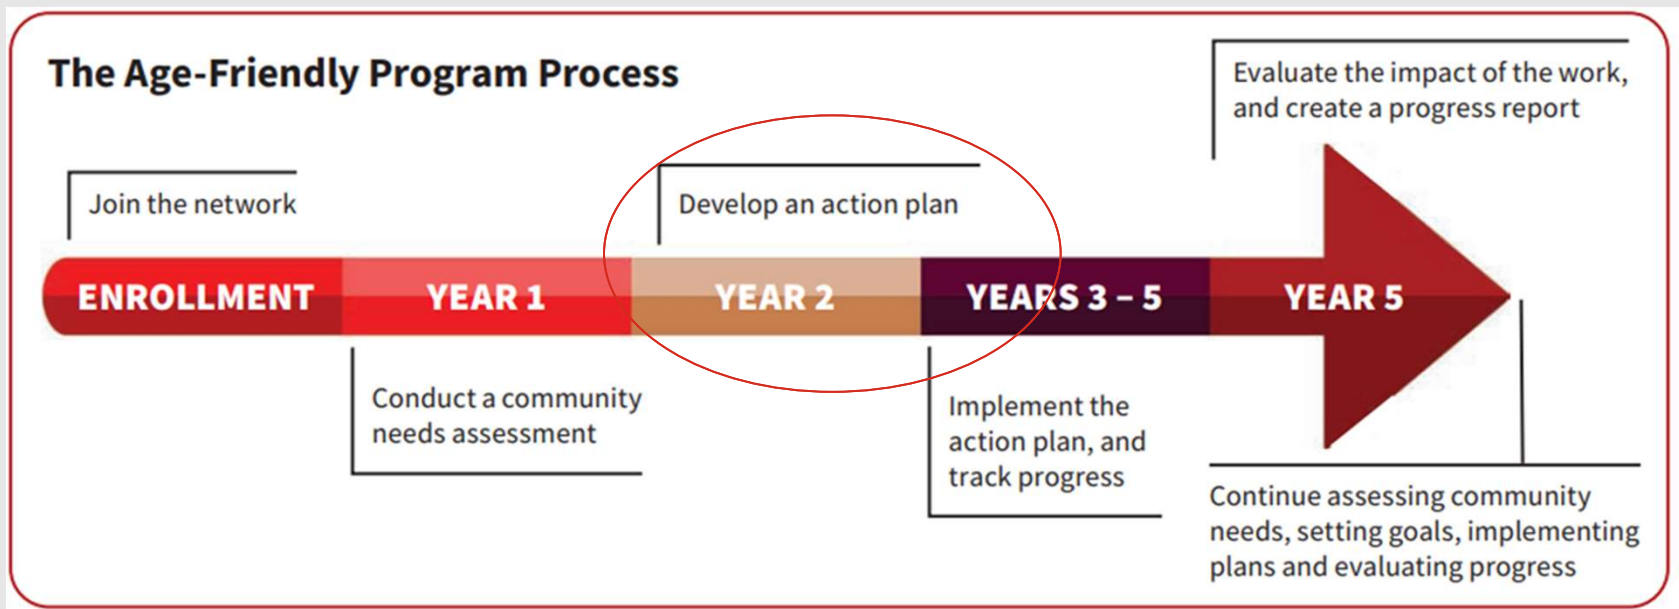 The Age-Friendly Program Process
Join the network
ENROLLMENT
YEAR 1
Conduct a community
needs assessment
Develop an action plan
YEAR 2
YEARS 3 – 5
Implement the
action plan, and
track progress
Evaluate the impact of the work,
and create a progress report
YEAR 5
Continue assessing community
needs, setting goals, implementing
plans and evaluating progress